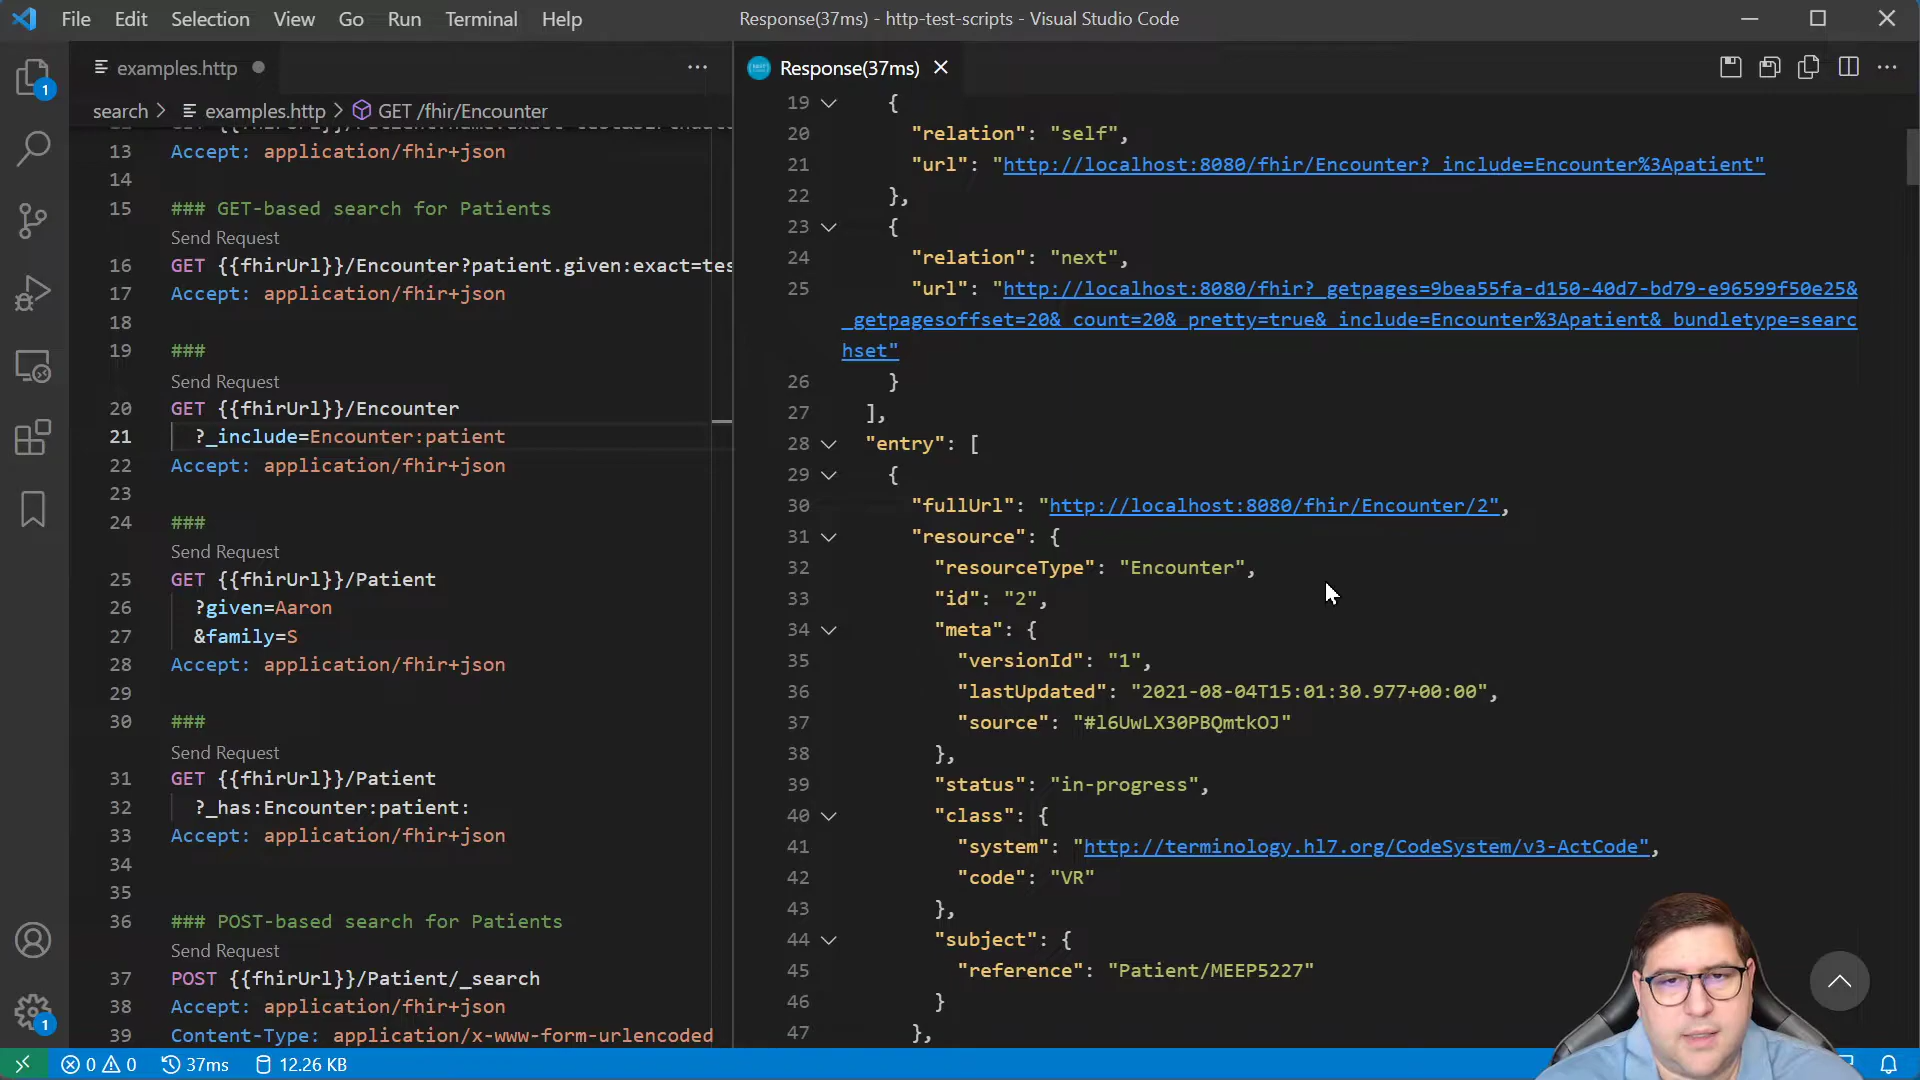 File Edit Selection View Go Run Terminal Help
Response(37ms) - http-test-scripts - Visual Studio Code
examples.http
search > examples.http > GET /fhir/Encounter
13 Accept: application/fhir+json
14
15 ### GET-based search for Patients
Send Request
16 GET {{fhirUrl}}/Encounter?patient.given:exact=tes
17 Accept: application/fhir+json
18
19 ###
Send Request
20 GET {{fhirUrl}}/Encounter
21 ?_include=Encounter:patient
22 Accept: application/fhir+json
23
24 ###
Send Request
25 GET {{fhirUrl}}/Patient
26 ?given=Aaron
27 &family=S
28 Accept: application/fhir+json
29
30 ###
Send Request
31 GET {{fhirUrl}}/Patient
32 ?_has:Encounter:patient:
33 Accept: application/fhir+json
34
35
36 ### POST-based search for Patients
Send Request
37 POST {{fhirUrl}}/Patient/_search
38 Accept: application/fhir+json
39 Content-Type: application/x-www-form-urlencoded
Response(37ms)
19 {
20 "relation": "self",
21 "url": "http://localhost:8080/fhir/Encounter?_include=Encounter%3Apatient"
22 },
23 {
24 "relation": "next",
25 "url": "http://localhost:8080/fhir?_getpages=9bea55fa-d150-40d7-bd79-e96599f50e25&
_getpagesoffset=20&_count=20&_pretty=true&_include=Encounter%3Apatient&_bundletype=searc
hset"
26 }
27 ],
28 "entry": [
29 {
30 "fullUrl": "http://localhost:8080/fhir/Encounter/2",
31 "resource": {
32 "resourceType": "Encounter",
33 "id": "2",
34 "meta": {
35 "versionId": "1",
36 "lastUpdated": "2021-08-04T15:01:30.977+00:00",
37 "source": "#l6UwLX30PBQmtkOJ"
38 },
39 "status": "in-progress",
40 "class": {
41 "system": "http://terminology.hl7.org/CodeSystem/v3-ActCode",
42 "code": "VR"
43 },
44 "subject": {
45 "reference": "Patient/MEEP5227"
46 }
47 },
1
1
0 0 37ms 12.26 KB